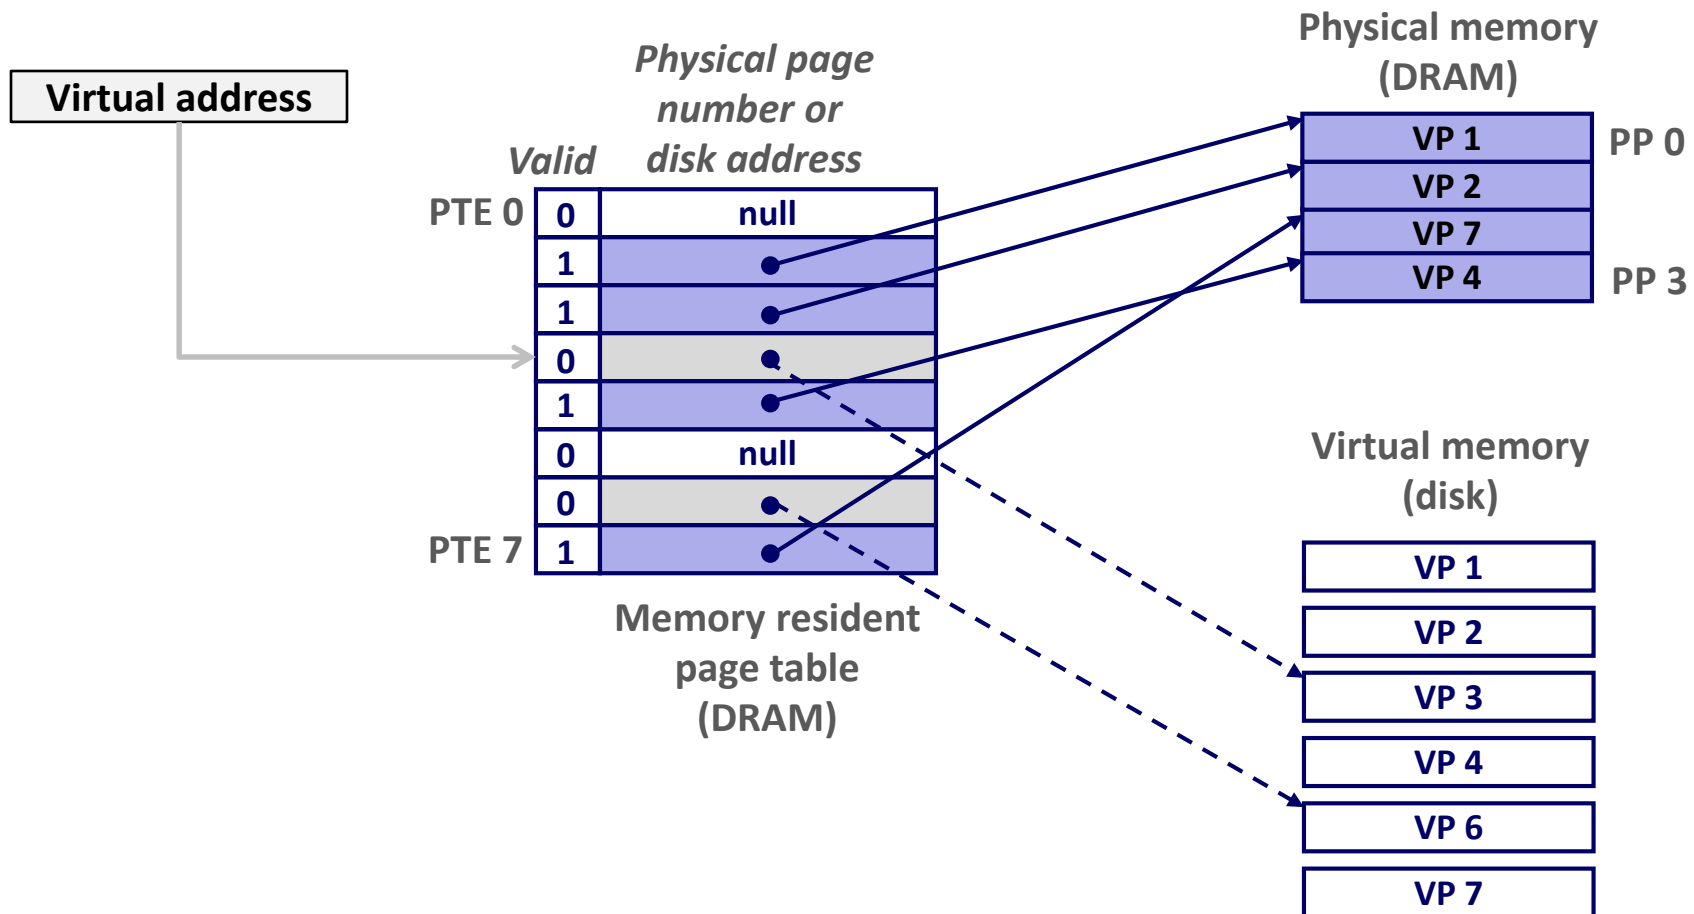 Virtual address
Physical page
number or
disk address
Valid
PTE 0
0
null
1
1
0
1
0
null
0
PTE 7
1
Memory resident
page table
(DRAM)
Physical memory
(DRAM)
VP 1
PP 0
VP 2
VP 7
VP 4
PP 3
Virtual memory
(disk)
VP 1
VP 2
VP 3
VP 4
VP 6
VP 7